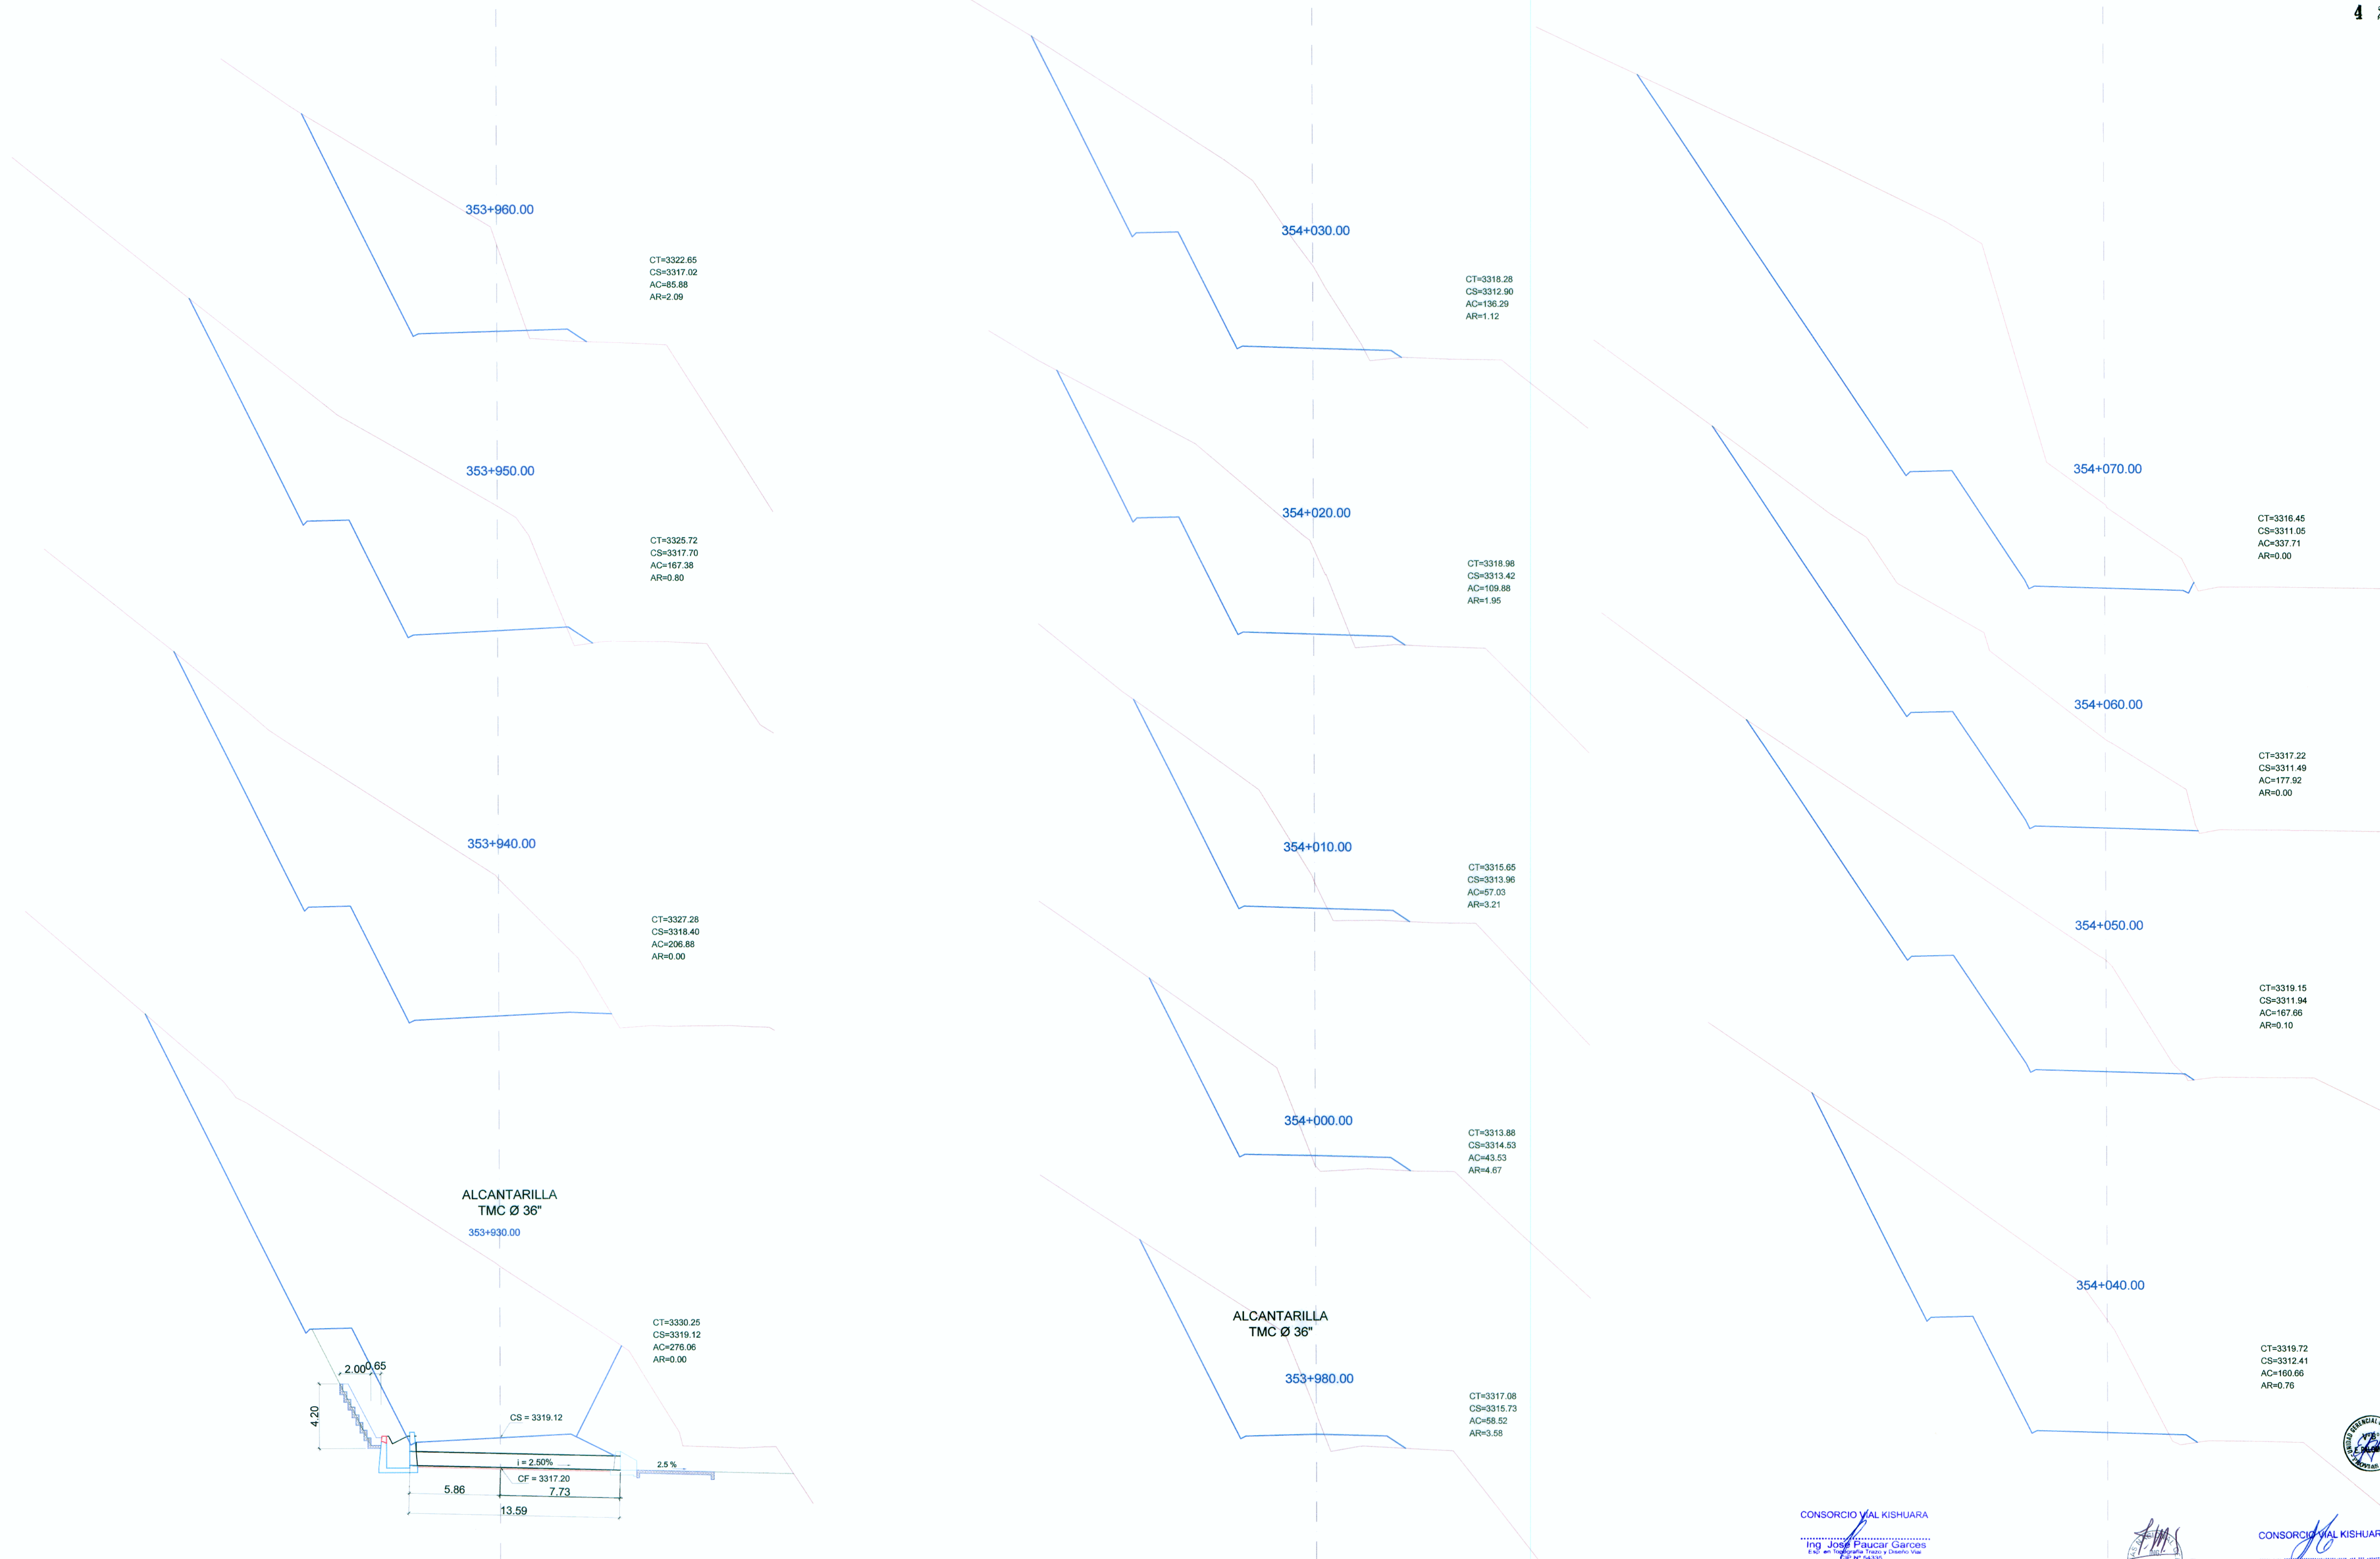 4
353+960.00
CT=3322.65
CS=3317.02
AC=85.88
AR=2.09
353+950.00
CT=3325.72
CS=3317.70
AC=167.38
AR=0.80
353+940.00
CT=3327.28
CS=3318.40
AC=206.88
AR=0.00
ALCANTARILLA
TMC Ø 36"
353+930.00
CT=3330.25
CS=3319.12
AC=276.06
AR=0.00
2.00
0.65
4.20
CS = 3319.12
i = 2.50%
2.5 %
CF = 3317.20
5.86
7.73
13.59
354+030.00
CT=3318.28
CS=3312.90
AC=136.29
AR=1.12
354+020.00
CT=3318.98
CS=3313.42
AC=109.88
AR=1.95
354+010.00
CT=3315.65
CS=3313.96
AC=57.03
AR=3.21
354+000.00
CT=3313.88
CS=3314.53
AC=43.53
AR=4.67
ALCANTARILLA
TMC Ø 36"
353+980.00
CT=3317.08
CS=3315.73
AC=58.52
AR=3.58
354+070.00
CT=3316.45
CS=3311.05
AC=337.71
AR=0.00
354+060.00
CT=3317.22
CS=3311.49
AC=177.92
AR=0.00
354+050.00
CT=3319.15
CS=3311.94
AC=167.66
AR=0.10
354+040.00
CT=3319.72
CS=3312.41
AC=160.66
AR=0.76
CONSORCIO VIAL KISHUARA
Ing. José Paucar Garces
Esp. en Topografia Trazo y Diseño Vial
CIP Nº 54335
CONSORCIO VIAL KISHUAR